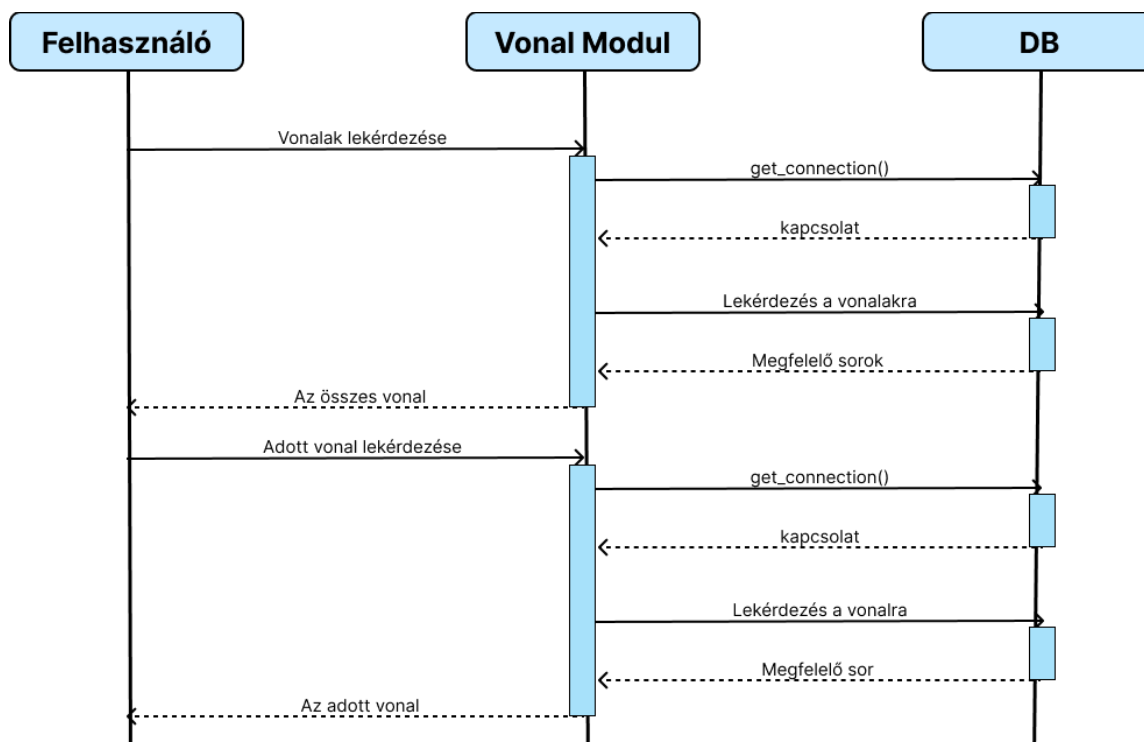 Felhasználó
Vonal Modul
DB
Vonalak lekérdezése
get_connection()
kapcsolat
Lekérdezés a vonalakra
Megfelelő sorok
Az összes vonal
Adott vonal lekérdezése
get_connection()
kapcsolat
Lekérdezés a vonalra
Megfelelő sor
Az adott vonal